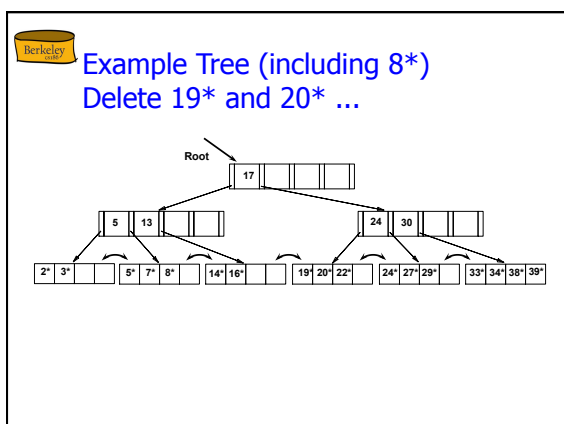 Berkeley
cs186
Example Tree (including 8*)
Delete 19* and 20* ...
Root
17
5 13
24 30
2* 3* 5* 7* 8* 14* 16* 19* 20* 22* 24* 27* 29* 33* 34* 38* 39*